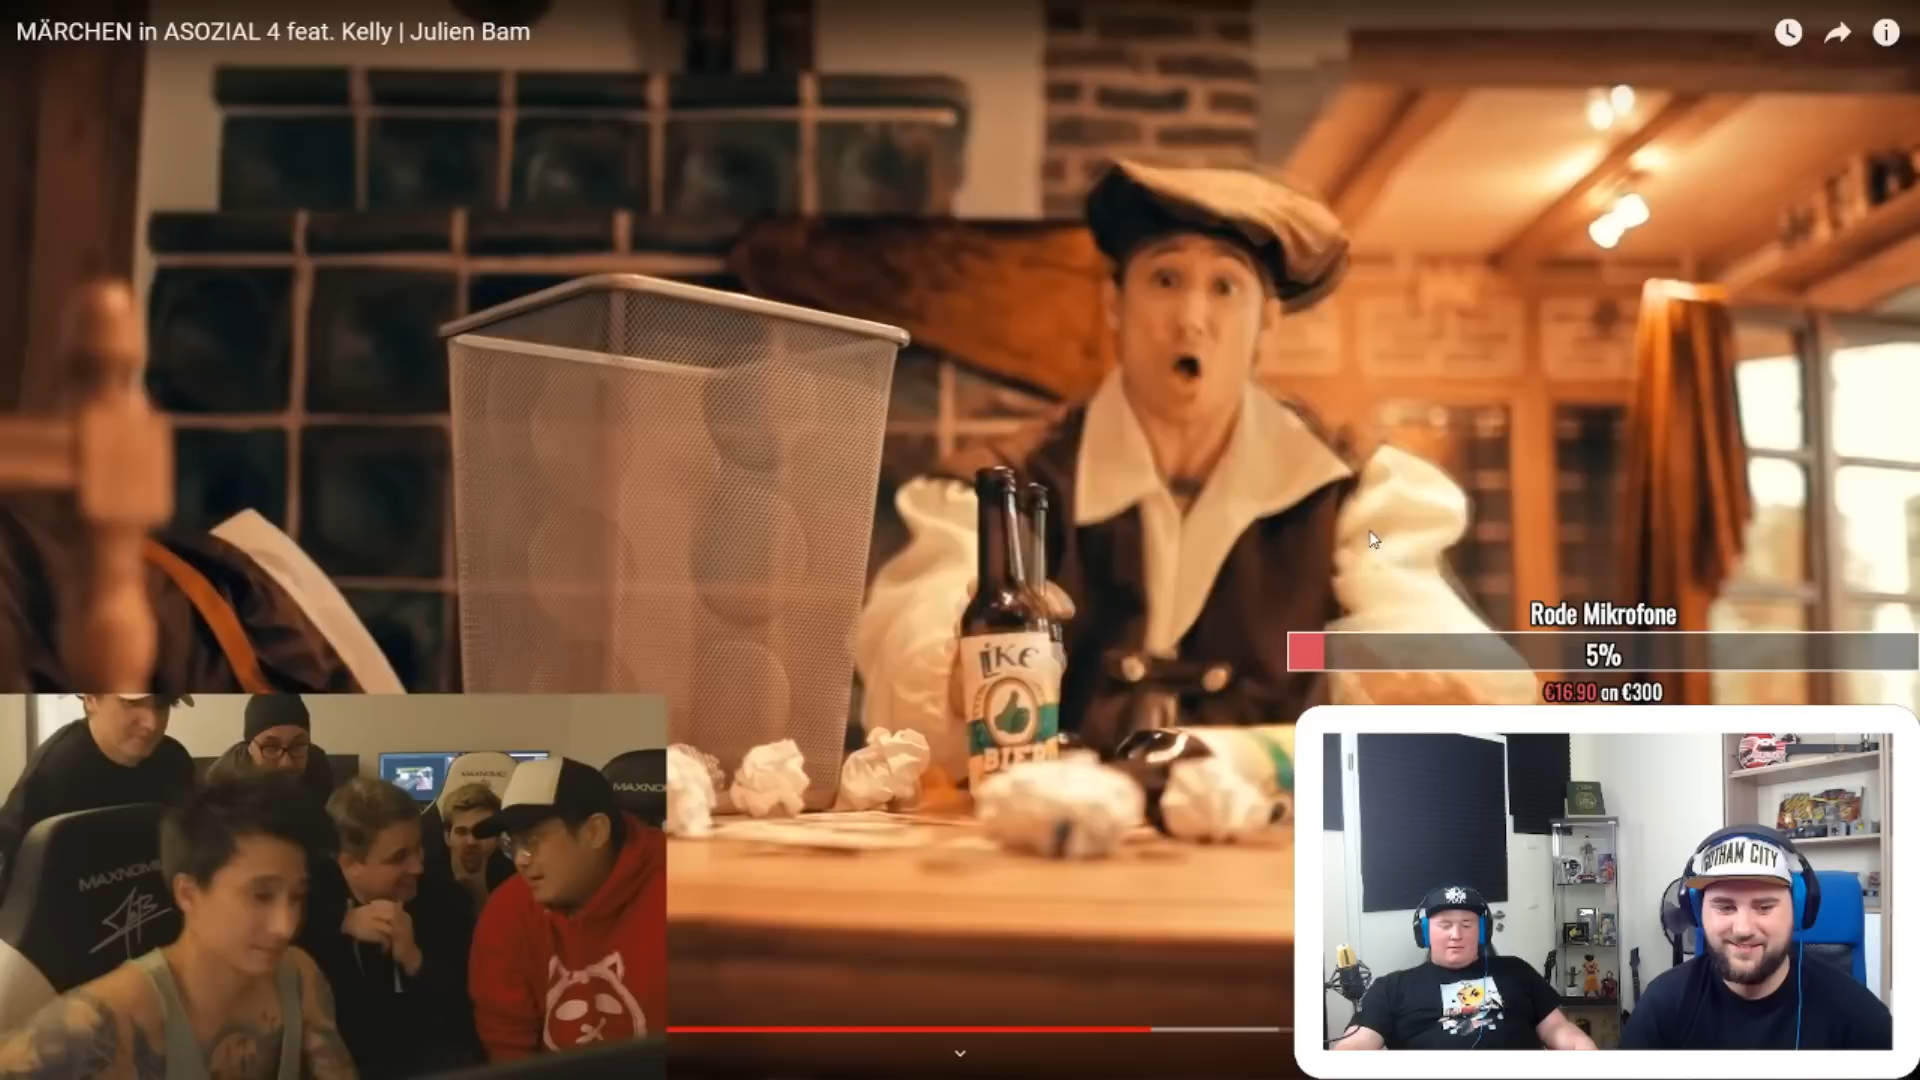 MÄRCHEN in ASOZIAL 4 feat. Kelly | Julien Bam
LIKE
BIER
Rode Mikrofone
5%
€16.90 on €300
MAXNOMIC
MAXNOMIC
GOTHAM CITY